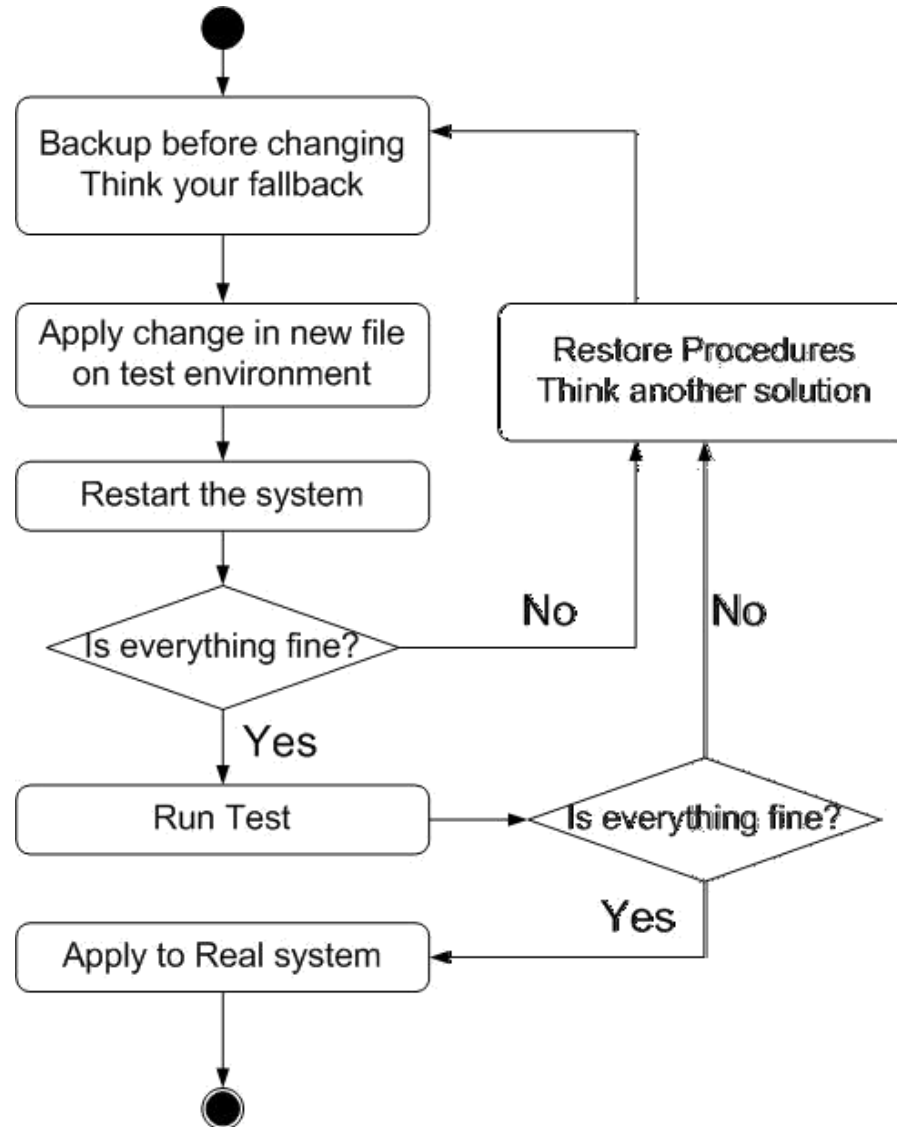 Backup before changing
Think your fallback
Apply change in new file
on test environment
Restore Procedures
Think another solution
Restart the system
Is everything fine?
No
No
Yes
Run Test
Is everything fine?
Yes
Apply to Real system